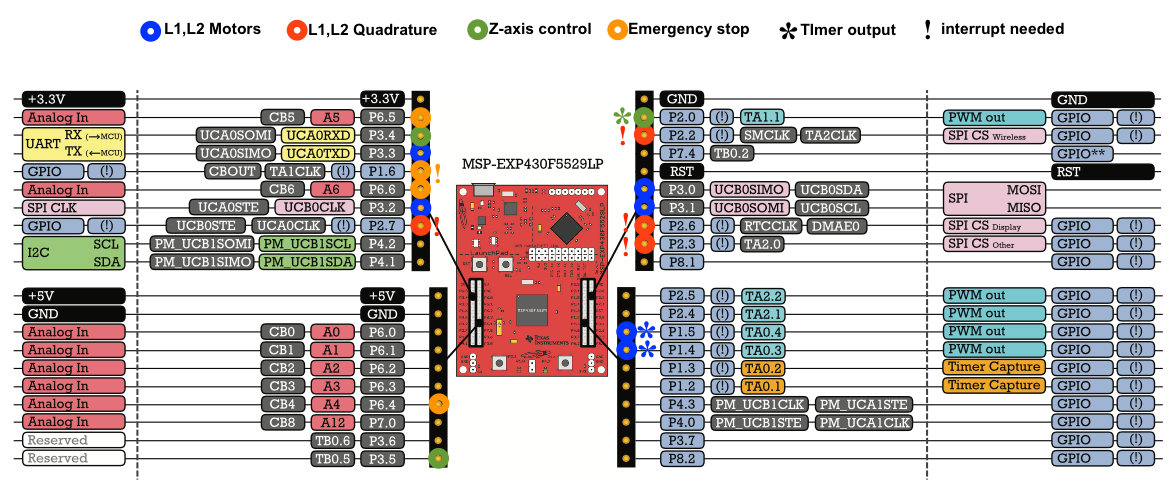 L1,L2 Motors L1,L2 Quadrature Z-axis control Emergency stop * TImer output ! interrupt needed
+3.3V +3.3V GND GND
Analog In CB5 A5 P6.5 * P2.0 (!) TA1.1 PWM out GPIO (!)
UART RX (→MCU) UCA0SOMI UCA0RXD P3.4 ! P2.2 (!) SMCLK TA2CLK SPI CS Wireless GPIO (!)
TX (←MCU) UCA0SIMO UCA0TXD P3.3 P7.4 TB0.2 GPIO**
MSP-EXP430F5529LP
GPIO (!) CBOUT TA1CLK (!) P1.6 ! RST RST
Analog In CB6 A6 P6.6 P3.0 UCB0SIMO UCB0SDA SPI MOSI GPIO (!)
SPI CLK UCA0STE UCB0CLK P3.2 P3.1 UCB0SOMI UCB0SCL MISO GPIO (!)
GPIO (!) UCB0STE UCA0CLK (!) P2.7 ! ! P2.6 (!) RTCCLK DMAE0 SPI CS Display GPIO (!)
I2C SCL PM_UCB1SOMI PM_UCB1SCL P4.2 ! P2.3 (!) TA2.0 SPI CS Other GPIO (!)
SDA PM_UCB1SIMO PM_UCB1SDA P4.1 P8.1 GPIO (!)
+5V +5V P2.5 (!) TA2.2 PWM out GPIO (!)
GND GND P2.4 (!) TA2.1 PWM out GPIO (!)
Analog In CB0 A0 P6.0 * P1.5 (!) TA0.4 PWM out GPIO (!)
Analog In CB1 A1 P6.1 * P1.4 (!) TA0.3 PWM out GPIO (!)
Analog In CB2 A2 P6.2 P1.3 (!) TA0.2 Timer Capture GPIO (!)
Analog In CB3 A3 P6.3 P1.2 (!) TA0.1 Timer Capture GPIO (!)
Analog In CB4 A4 P6.4 P4.3 PM_UCB1CLK PM_UCA1STE GPIO (!)
Analog In CB8 A12 P7.0 P4.0 PM_UCB1STE PM_UCA1CLK GPIO (!)
Reserved TB0.6 P3.6 P3.7 GPIO (!)
Reserved TB0.5 P3.5 P8.2 GPIO (!)
LaunchPad
TEXAS INSTRUMENTS